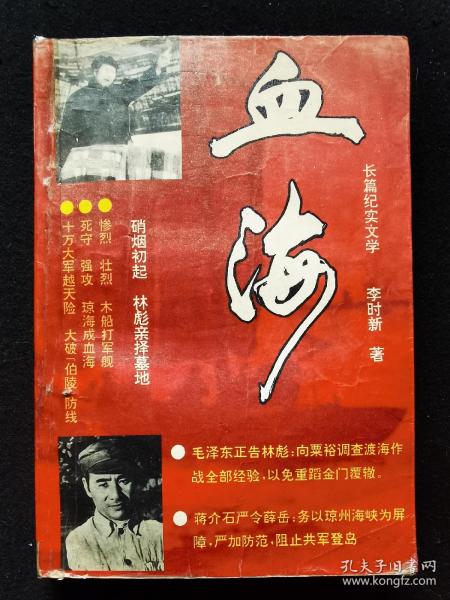 血海
长篇纪实文学 李时新 著
硝烟初起 林彪亲择墓地
惨烈 壮烈 木船打军舰
死守 强攻 琼海成血海
十万大军越天险 大破「伯陵」防线
毛泽东正告林彪:向粟裕调查渡海作
战全部经验,以免重蹈金门覆辙。
蒋介石严令薛岳:务以琼州海峡为屏
障,严加防范,阻止共军登岛
孔夫子旧书网
kongfz.com